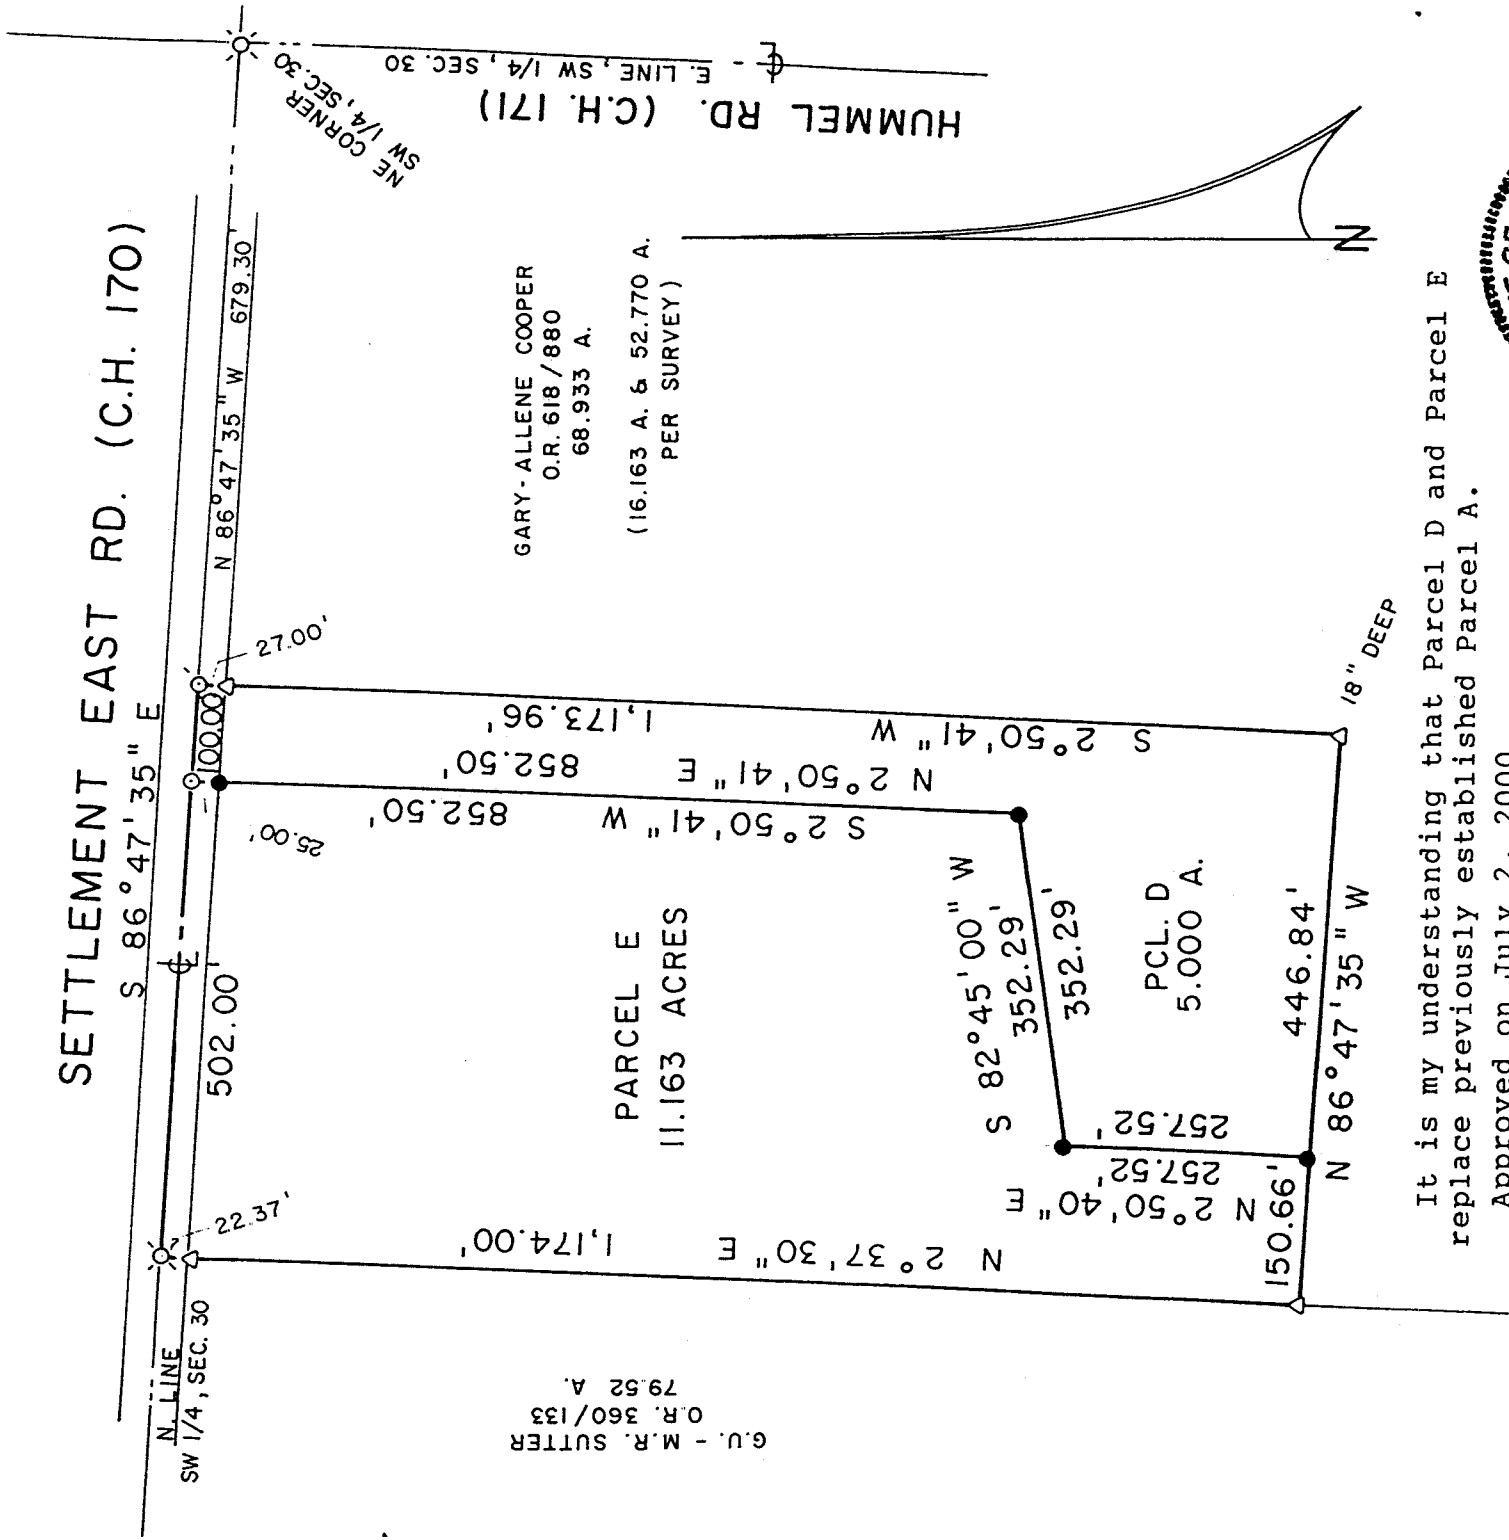 SETTLEMENT EAST RD. (C.H. 170)
S 86°47'35" E
N. LINE
SW 1/4, SEC. 30
22.37'
502.00
25.00'
100.00
27.00'
N 86°47'35" W 679.30'
NE CORNER
SW 1/4, SEC. 30
E. LINE, SW 1/4, SEC. 30
HUMMEL RD. (C.H. 171)
GARY-ALLENE COOPER
O.R. 618/880
68.933 A.
(16.163 A. & 52.770 A.
PER SURVEY)
N
S 2°50'41" W 1,173.96'
N 2°50'41" E 852.50'
S 2°50'41" W 852.50'
PARCEL E
11.163 ACRES
S 82°45'00" W
352.29'
352.29'
PCL. D
5.000 A.
257.52'
257.52'
N 2°50'40" E
N 2°37'30" E 1,174.00'
G.U. - M.R. SUTTER
O.R. 360/133
79.52 A.
150.66'
446.84'
N 86°47'35" W
18" DEEP
It is my understanding that Parcel D and Parcel E
replace previously established Parcel A.
Approved on July 2, 2000